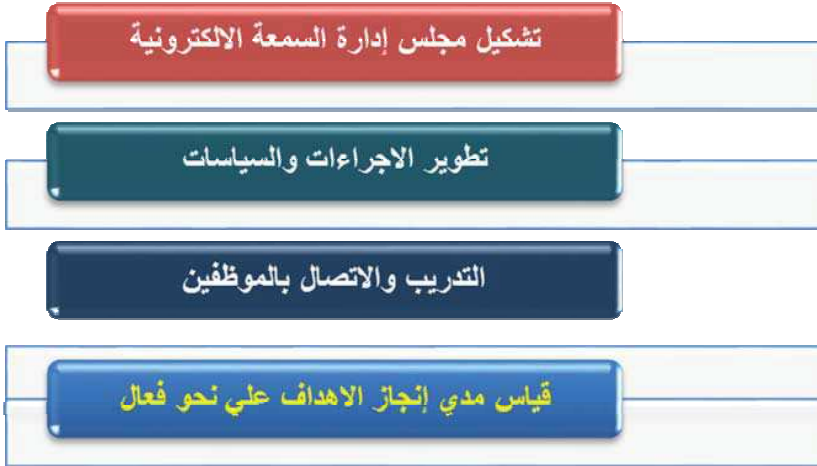 تشكيل مجلس إدارة السمعة الالكترونية
تطوير الاجراءات والسياسات
التدريب والاتصال بالموظفين
قياس مدي إنجاز الاهداف علي نحو فعال